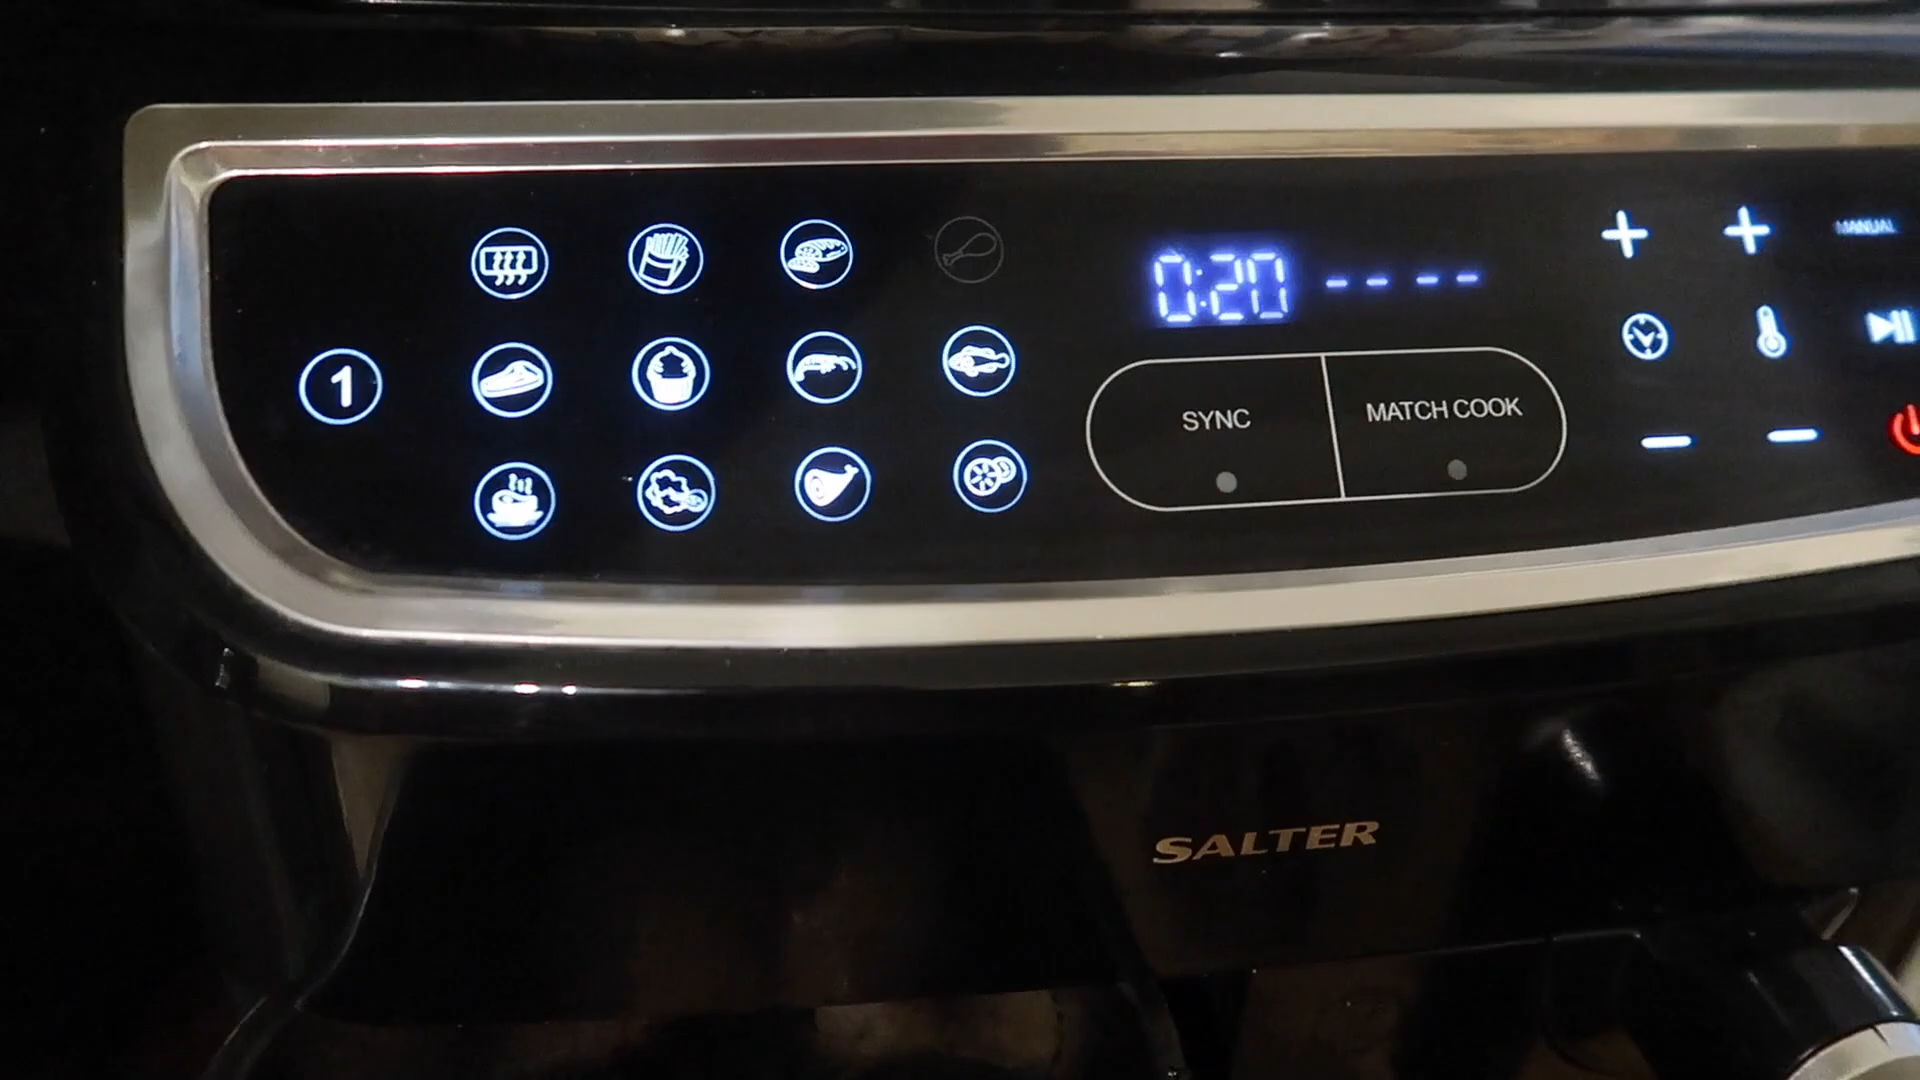 MANUAL
0:20 - - - -
1
SYNC
MATCH COOK
SALTER